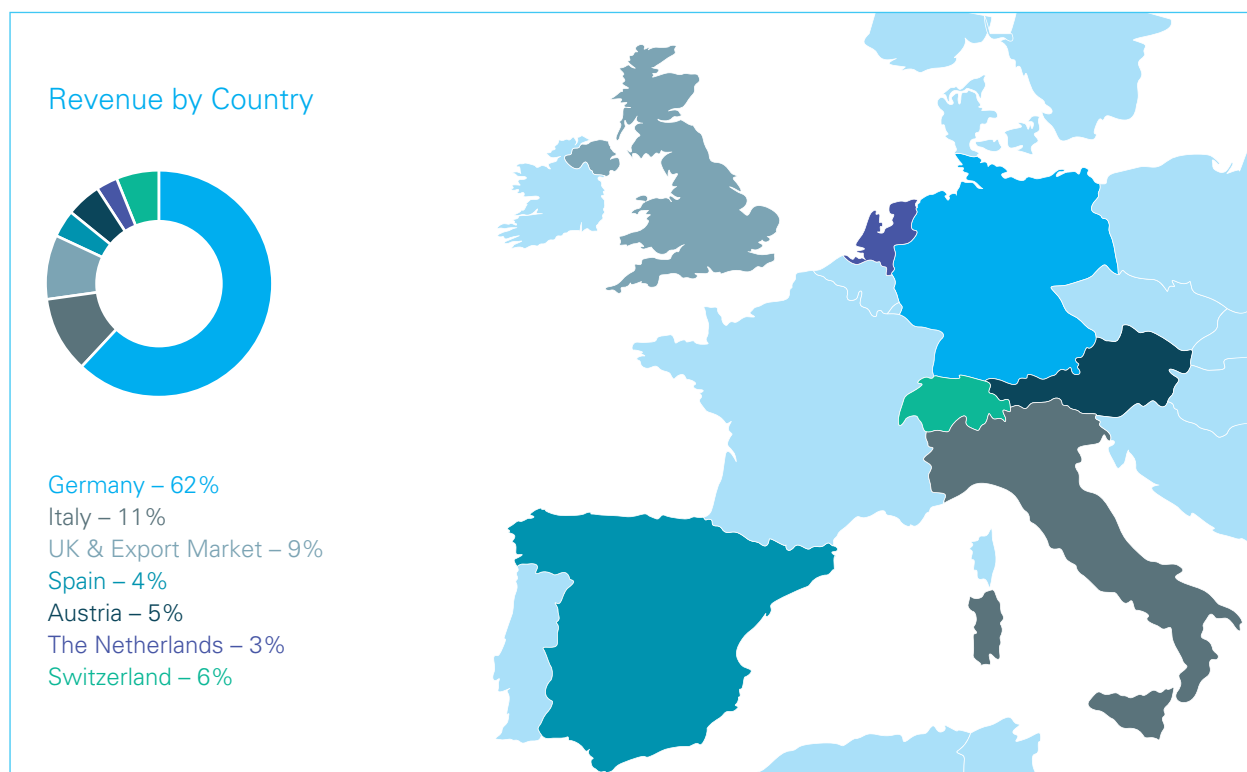 Revenue by Country
Germany – 62%
Italy – 11%
UK & Export Market – 9%
Spain – 4%
Austria – 5%
The Netherlands – 3%
Switzerland – 6%